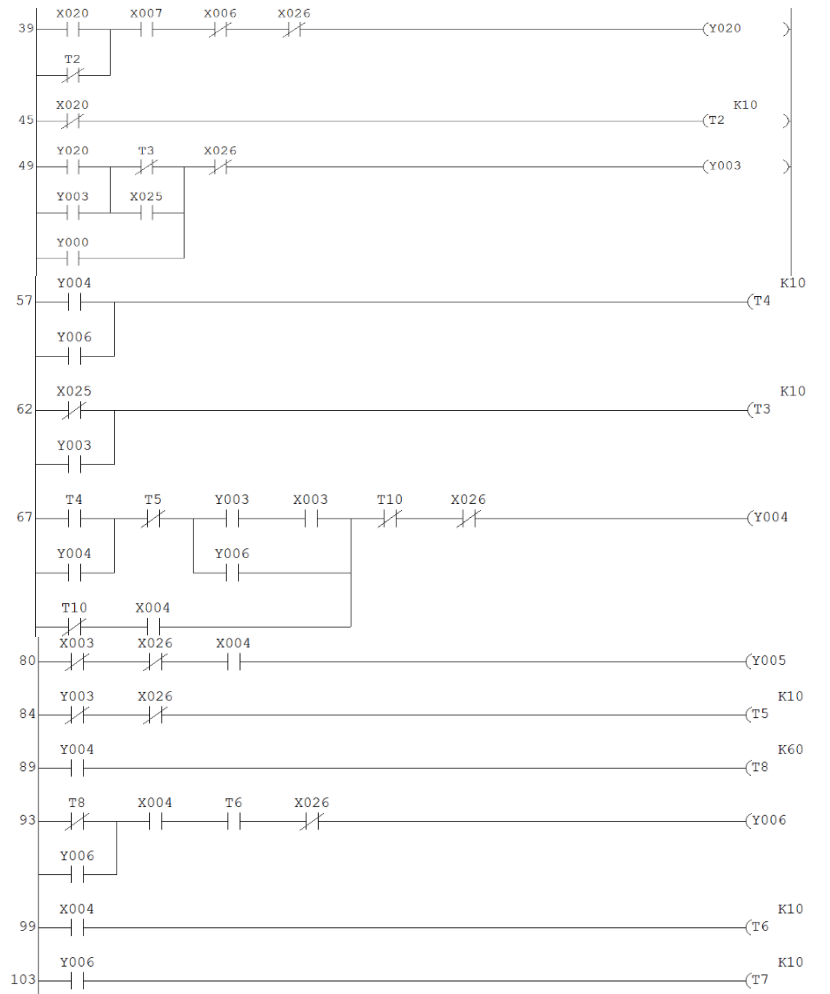 X020 X007 X006 X026
39 (Y020 )
T2
X020 K10
45 (T2 )
Y020 T3 X026
49 (Y003 )
Y003 X025
Y000
Y004 K10
57 (T4
Y006
X025 K10
62 (T3
Y003
T4 T5 Y003 X003 T10 X026
67 (Y004
Y004 Y006
T10 X004
X003 X026 X004
80 (Y005
Y003 X026 K10
84 (T5
Y004 K60
89 (T8
T8 X004 T6 X026
93 (Y006
Y006
X004 K10
99 (T6
Y006 K10
103 (T7